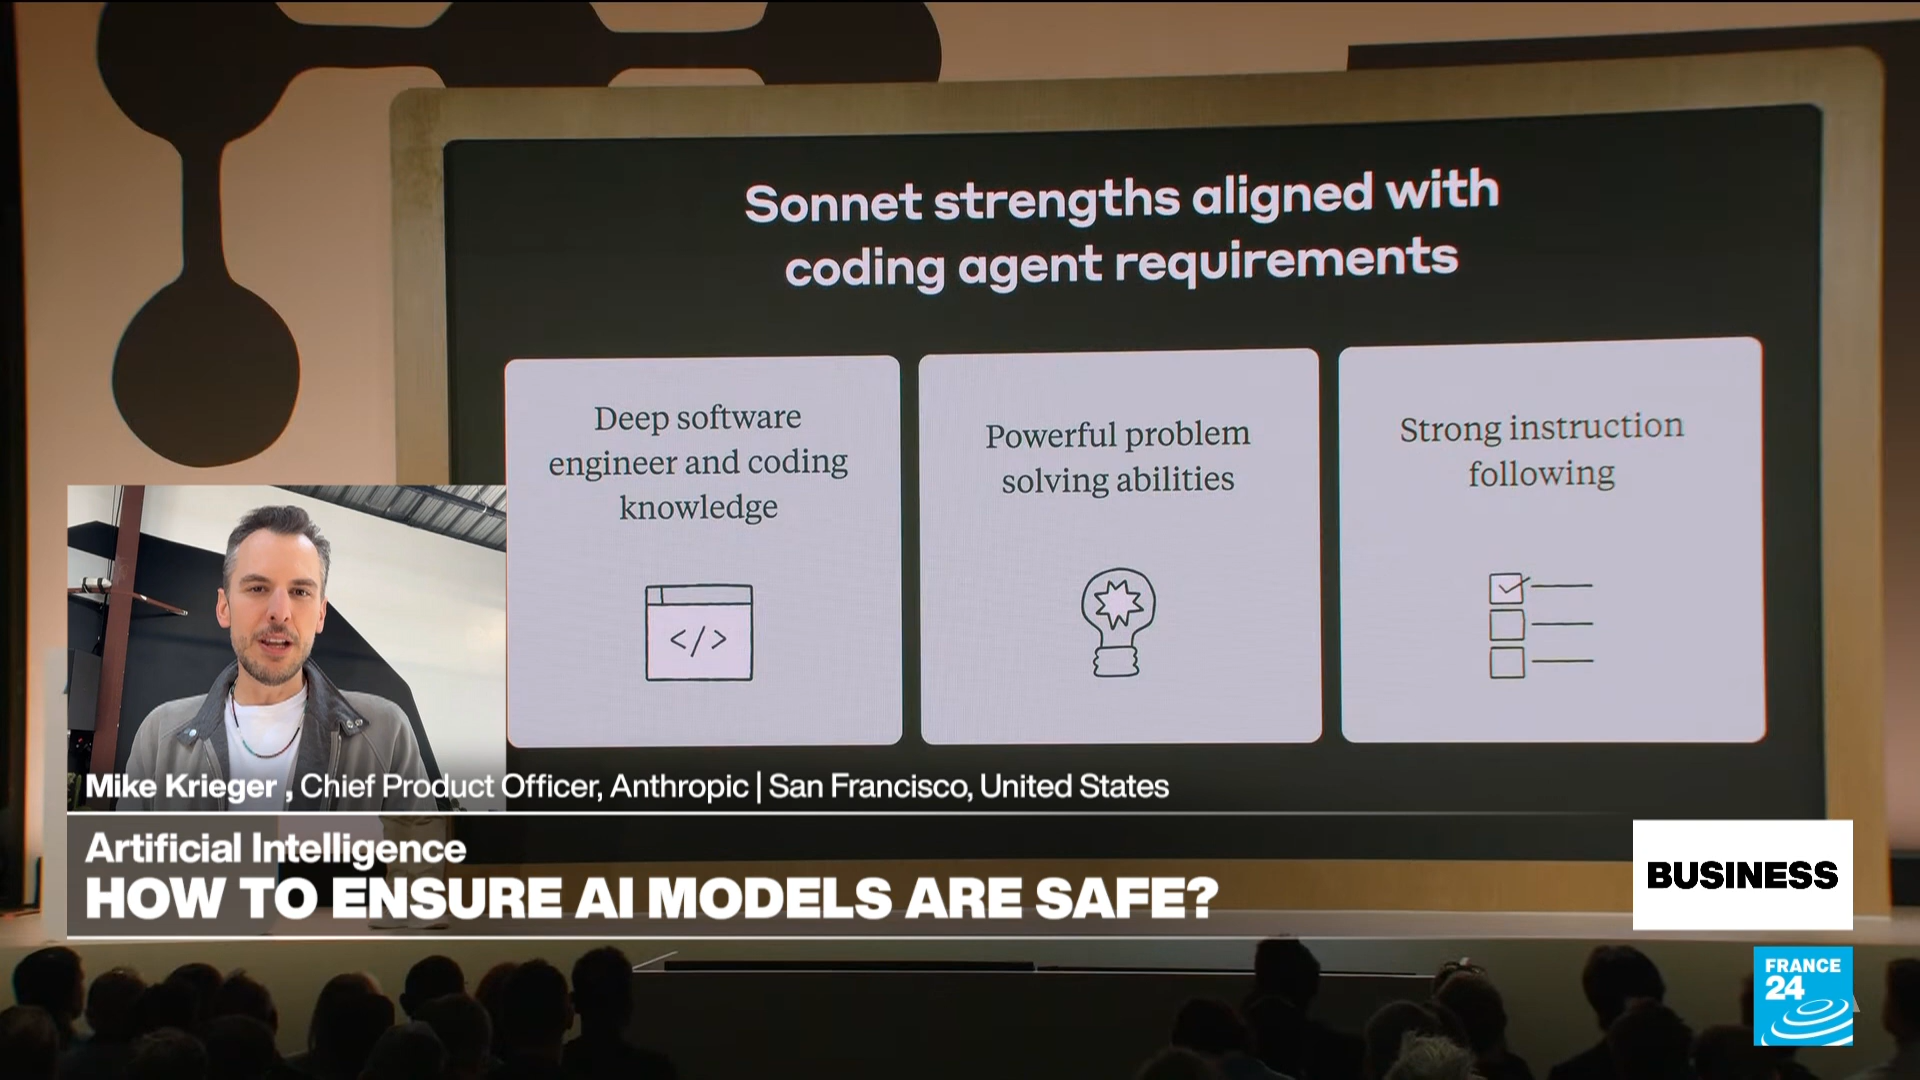 Sonnet strengths aligned with
coding agent requirements
Deep software
engineer and coding
knowledge
</>
Powerful problem
solving abilities
Strong instruction
following
Mike Krieger , Chief Product Officer, Anthropic | San Francisco, United States
Artificial Intelligence
HOW TO ENSURE AI MODELS ARE SAFE?
BUSINESS
FRANCE
24